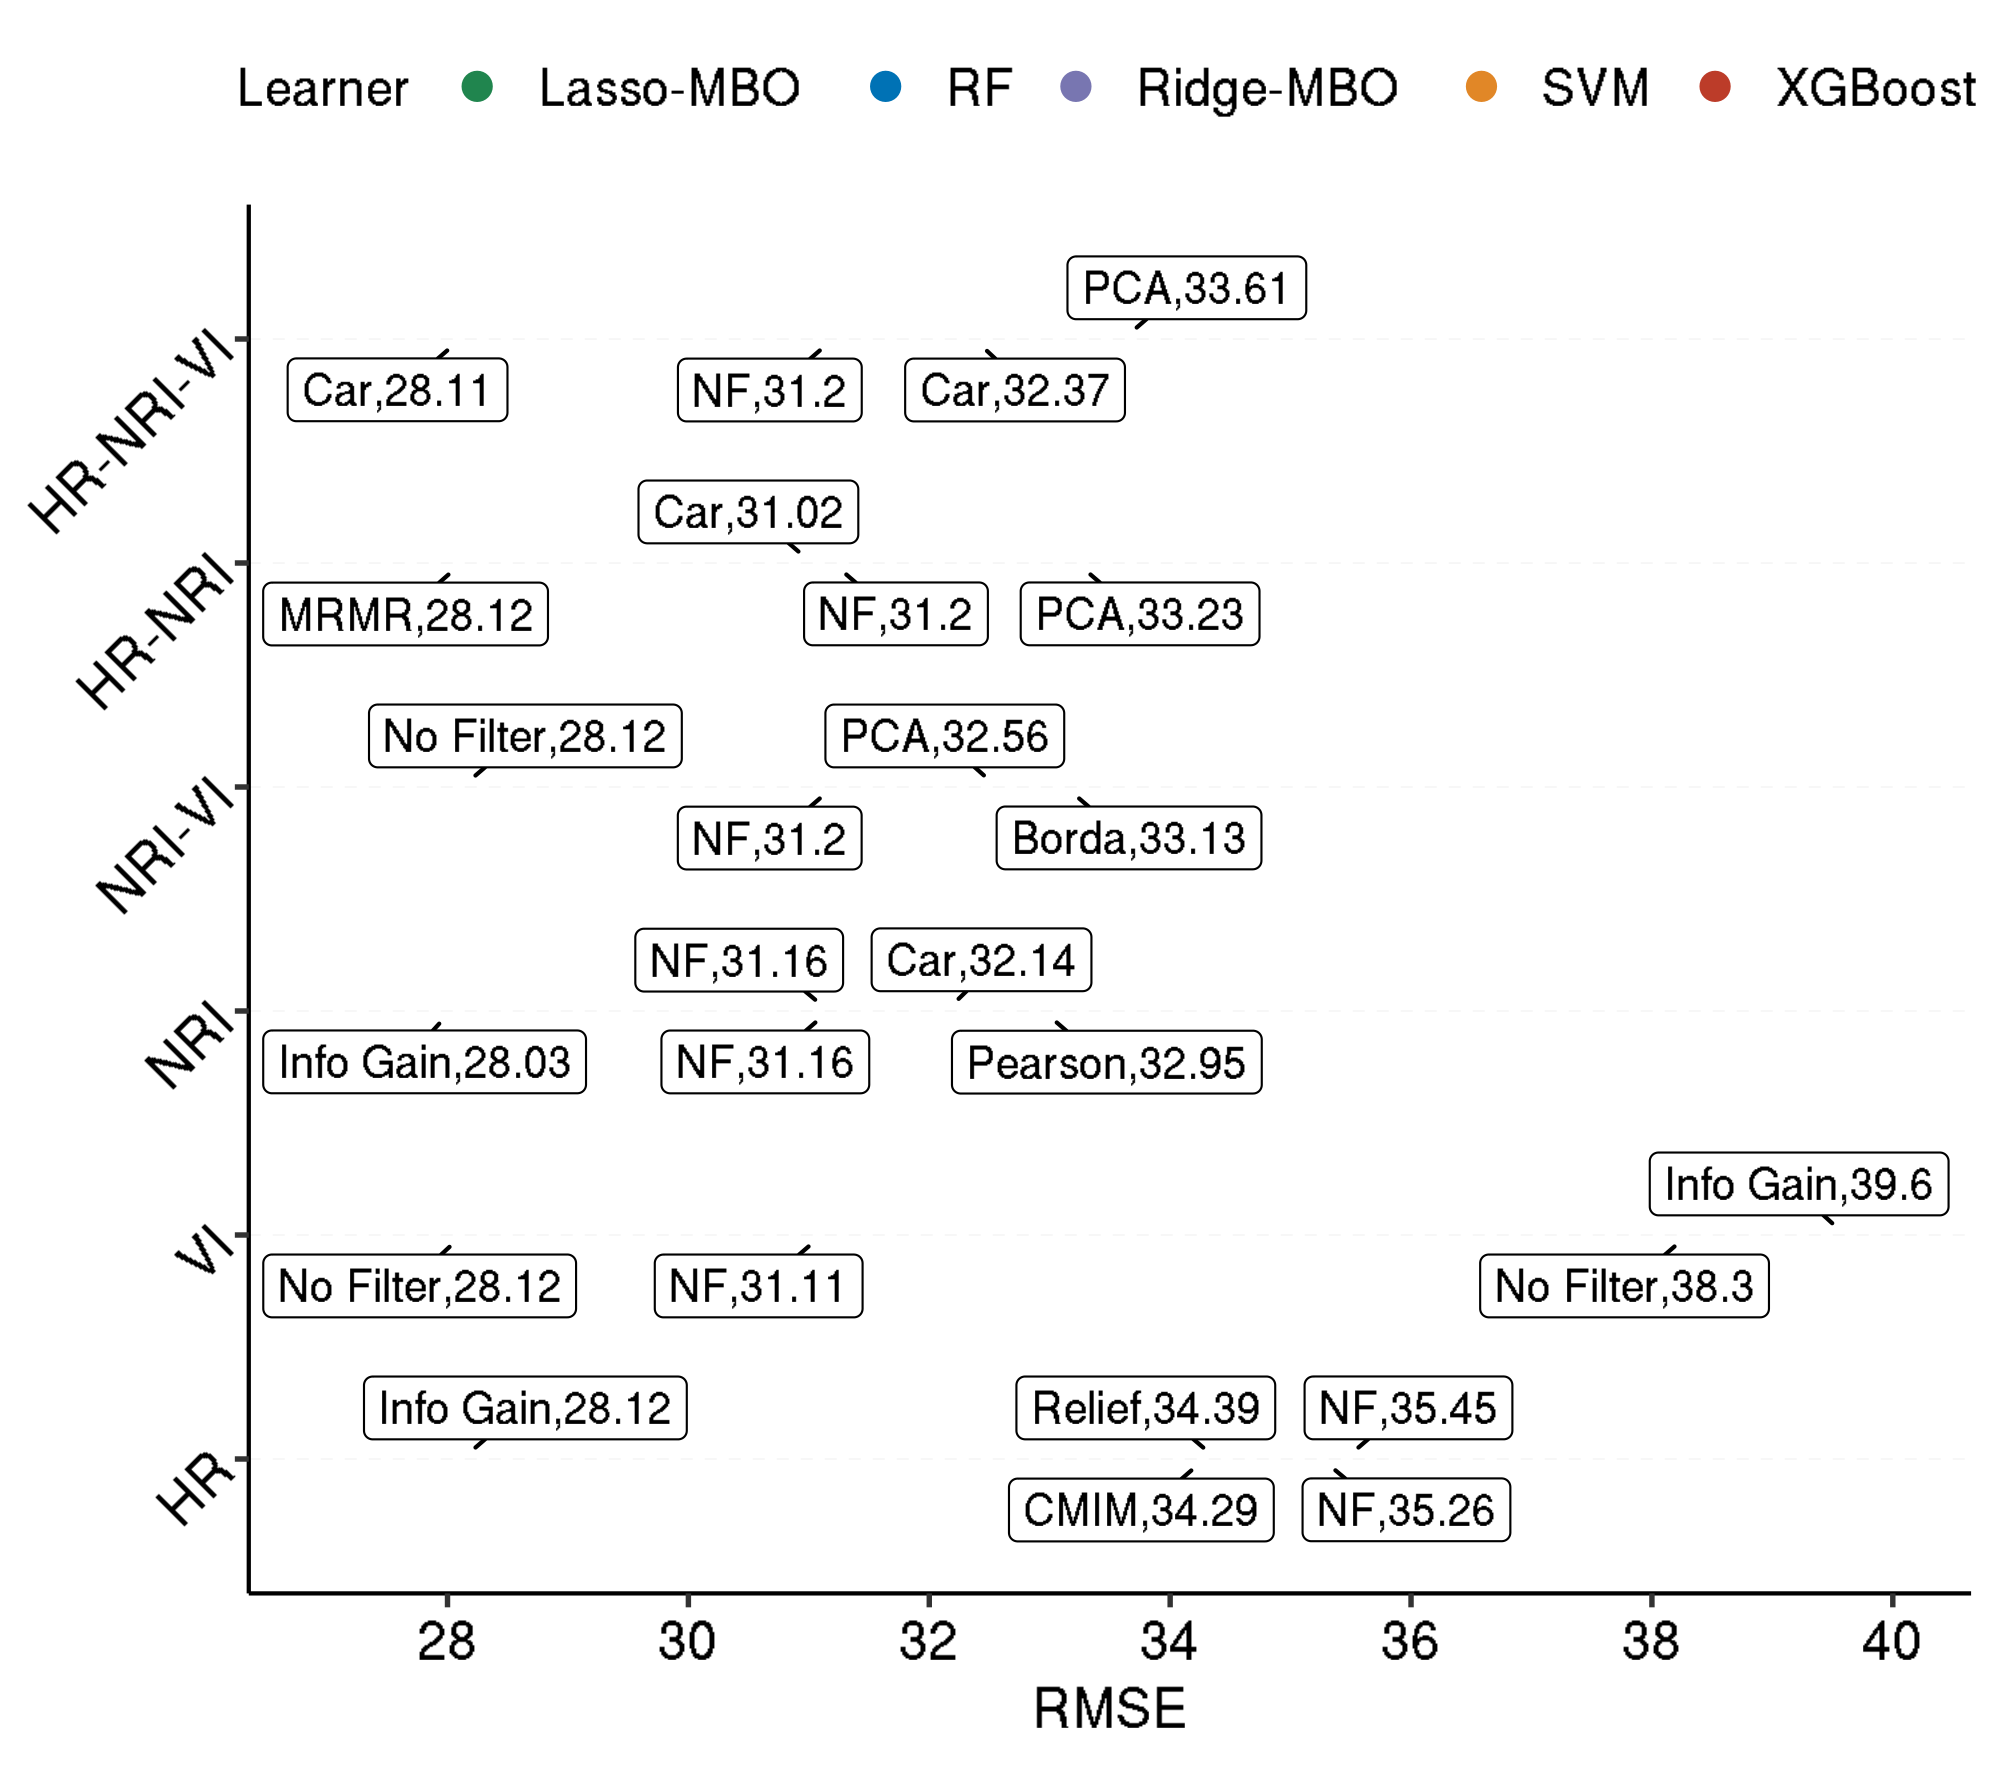 Learner Lasso-MBO RF Ridge-MBO SVM XGBoost
PCA,33.61
HR-NRI-VI
Car,28.11 NF,31.2 Car,32.37
Car,31.02
HR-NRI
MRMR,28.12 NF,31.2 PCA,33.23
No Filter,28.12 PCA,32.56
NRI-VI
NF,31.2 Borda,33.13
NF,31.16 Car,32.14
NRI
Info Gain,28.03 NF,31.16 Pearson,32.95
Info Gain,39.6
VI
No Filter,28.12 NF,31.11 No Filter,38.3
Info Gain,28.12 Relief,34.39 NF,35.45
HR
CMIM,34.29 NF,35.26
28 30 32 34 36 38 40
RMSE